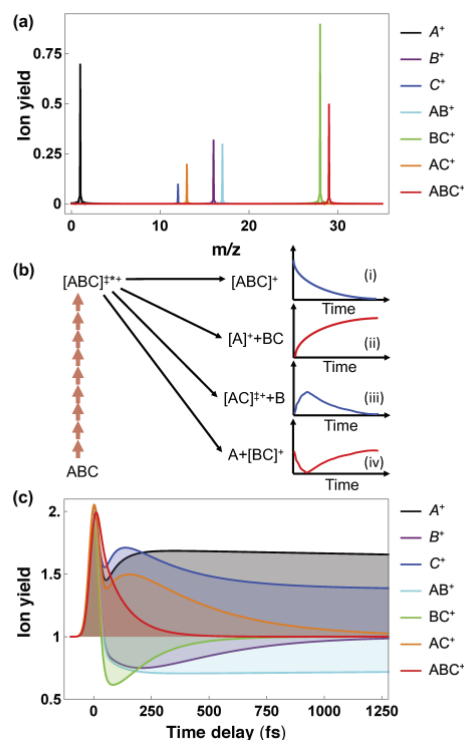 (a)
Ion yield
0.75
0.5
0.25
0
0
10
20
30
m/z
A⁺
B⁺
C⁺
AB⁺
BC⁺
AC⁺
ABC⁺
(b)
[ABC]‡*+
ABC
[ABC]⁺
(i)
Time
[A]⁺+BC
(ii)
Time
[AC]‡⁺+B
(iii)
Time
A+[BC]⁺
(iv)
Time
(c)
Ion yield
2.
1.5
1
0.5
0
250
500
750
1000
1250
Time delay (fs)
A⁺
B⁺
C⁺
AB⁺
BC⁺
AC⁺
ABC⁺